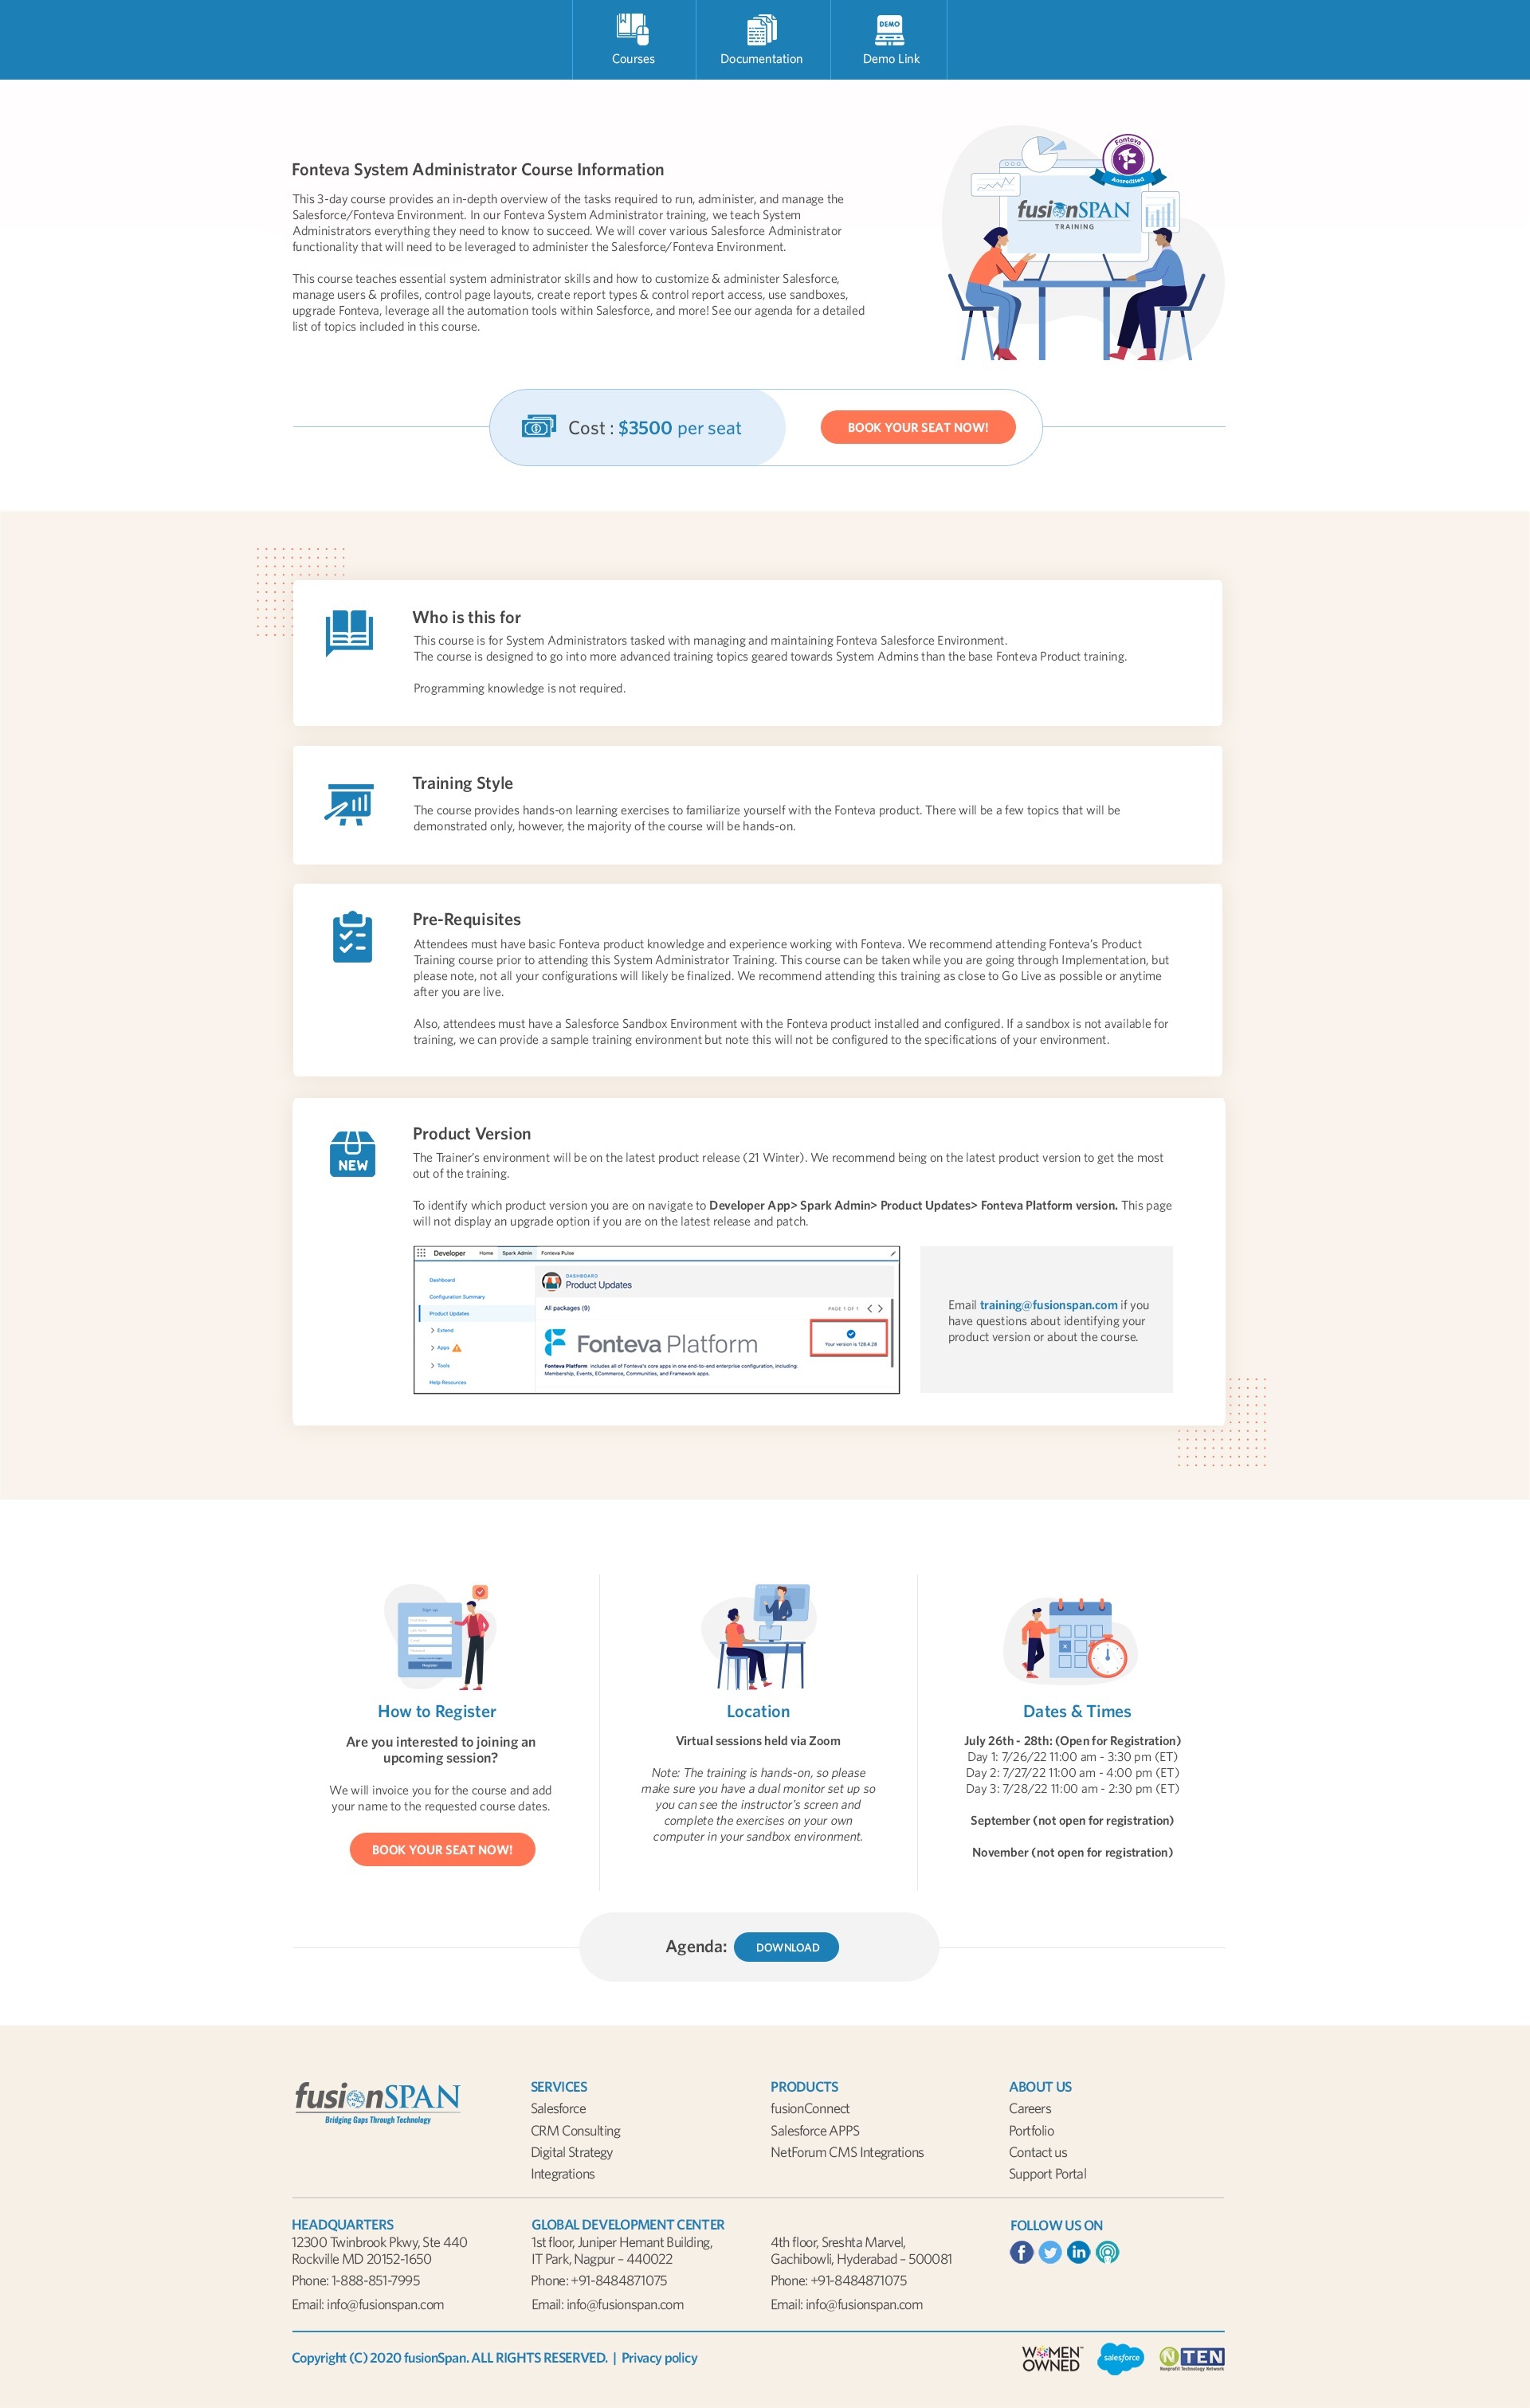 DEMO
Courses
Documentation
Demo Link
Fonteva System Administrator Course Information
This 3-day course provides an in-depth overview of the tasks required to run, administer, and manage the
Salesforce/Fonteva Environment. In our Fonteva System Administrator training, we teach System
Administrators everything they need to know to succeed. We will cover various Salesforce Administrator
functionality that will need to be leveraged to administer the Salesforce/Fonteva Environment.
This course teaches essential system administrator skills and how to customize & administer Salesforce,
manage users & profiles, control page layouts, create report types & control report access, use sandboxes,
upgrade Fonteva, leverage all the automation tools within Salesforce, and more! See our agenda for a detailed
list of topics included in this course.
Fonteva
Accredited
fusionSPAN
TRAINING
Cost : $3500 per seat
BOOK YOUR SEAT NOW!
Who is this for
This course is for System Administrators tasked with managing and maintaining Fonteva Salesforce Environment.
The course is designed to go into more advanced training topics geared towards System Admins than the base Fonteva Product training.
Programming knowledge is not required.
Training Style
The course provides hands-on learning exercises to familiarize yourself with the Fonteva product. There will be a few topics that will be
demonstrated only, however, the majority of the course will be hands-on.
Pre-Requisites
Attendees must have basic Fonteva product knowledge and experience working with Fonteva. We recommend attending Fonteva's Product
Training course prior to attending this System Administrator Training. This course can be taken while you are going through Implementation, but
please note, not all your configurations will likely be finalized. We recommend attending this training as close to Go Live as possible or anytime
after you are live.
Also, attendees must have a Salesforce Sandbox Environment with the Fonteva product installed and configured. If a sandbox is not available for
training, we can provide a sample training environment but note this will not be configured to the specifications of your environment.
NEW
Product Version
The Trainer's environment will be on the latest product release (21 Winter). We recommend being on the latest product version to get the most
out of the training.
To identify which product version you are on navigate to Developer App> Spark Admin> Product Updates> Fonteva Platform version. This page
will not display an upgrade option if you are on the latest release and patch.
Developer Home Spark Admin Fonteva Pulse
Dashboard
Configuration Summary
Product Updates
Extend
Apps
Tools
Help Resources
DASHBOARD
Product Updates
All packages (9)
PAGE 1 OF 1
Fonteva Platform
Your version is 128.4.28
Fonteva Platform includes all of Fonteva's core apps in one end-to-end enterprise configuration, including:
Membership, Events, ECommerce, Communities, and Framework apps.
Email training@fusionspan.com if you
have questions about identifying your
product version or about the course.
Sign up
Register
How to Register
Are you interested to joining an
upcoming session?
We will invoice you for the course and add
your name to the requested course dates.
BOOK YOUR SEAT NOW!
Location
Virtual sessions held via Zoom
Note: The training is hands-on, so please
make sure you have a dual monitor set up so
you can see the instructor's screen and
complete the exercises on your own
computer in your sandbox environment.
Dates & Times
July 26th - 28th: (Open for Registration)
Day 1: 7/26/22 11:00 am - 3:30 pm (ET)
Day 2: 7/27/22 11:00 am - 4:00 pm (ET)
Day 3: 7/28/22 11:00 am - 2:30 pm (ET)
September (not open for registration)
November (not open for registration)
Agenda: DOWNLOAD
fusionSPAN
Bridging Gaps Through Technology
SERVICES
Salesforce
CRM Consulting
Digital Strategy
Integrations
PRODUCTS
fusionConnect
Salesforce APPS
NetForum CMS Integrations
ABOUT US
Careers
Portfolio
Contact us
Support Portal
HEADQUARTERS
12300 Twinbrook Pkwy, Ste 440
Rockville MD 20152-1650
Phone: 1-888-851-7995
Email: info@fusionspan.com
GLOBAL DEVELOPMENT CENTER
1st floor, Juniper Hemant Building,
IT Park, Nagpur – 440022
Phone: +91-8484871075
Email: info@fusionspan.com
4th floor, Sreshta Marvel,
Gachibowli, Hyderabad – 500081
Phone: +91-8484871075
Email: info@fusionspan.com
FOLLOW US ON
Copyright (C) 2020 fusionSpan. ALL RIGHTS RESERVED. | Privacy policy
WOMEN
OWNED
salesforce
NTEN
Nonprofit Technology Network